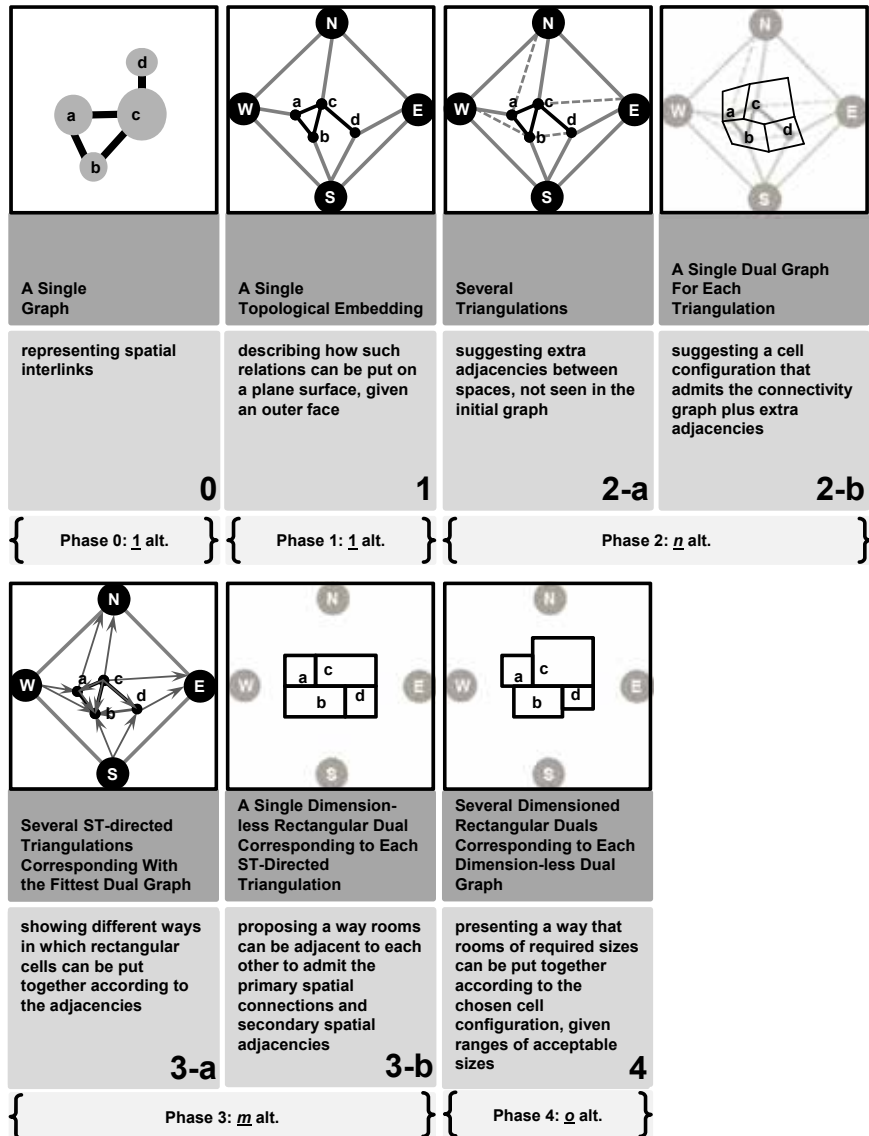 d
a
c
b
N
W
a
c
d
b
E
S
N
W
a
c
d
b
E
S
N
W
a
c
b
d
E
S
A Single
Graph
A Single
Topological Embedding
Several
Triangulations
A Single Dual Graph
For Each
Triangulation
representing spatial
interlinks
0
describing how such
relations can be put on
a plane surface, given
an outer face
1
suggesting extra
adjacencies between
spaces, not seen in the
initial graph
2-a
suggesting a cell
configuration that
admits the connectivity
graph plus extra
adjacencies
2-b
Phase 0: 1 alt.
Phase 1: 1 alt.
Phase 2: n alt.
N
W
a
c
d
b
E
S
N
W
a
c
b
d
E
S
N
W
a
c
b
d
E
S
Several ST-directed
Triangulations
Corresponding With
the Fittest Dual Graph
A Single Dimension-
less Rectangular Dual
Corresponding to Each
ST-Directed
Triangulation
Several Dimensioned
Rectangular Duals
Corresponding to Each
Dimension-less Dual
Graph
showing different ways
in which rectangular
cells can be put
together according to
the adjacencies
3-a
proposing a way rooms
can be adjacent to each
other to admit the
primary spatial
connections and
secondary spatial
adjacencies
3-b
presenting a way that
rooms of required sizes
can be put together
according to the
chosen cell
configuration, given
ranges of acceptable
sizes
4
Phase 3: m alt.
Phase 4: o alt.